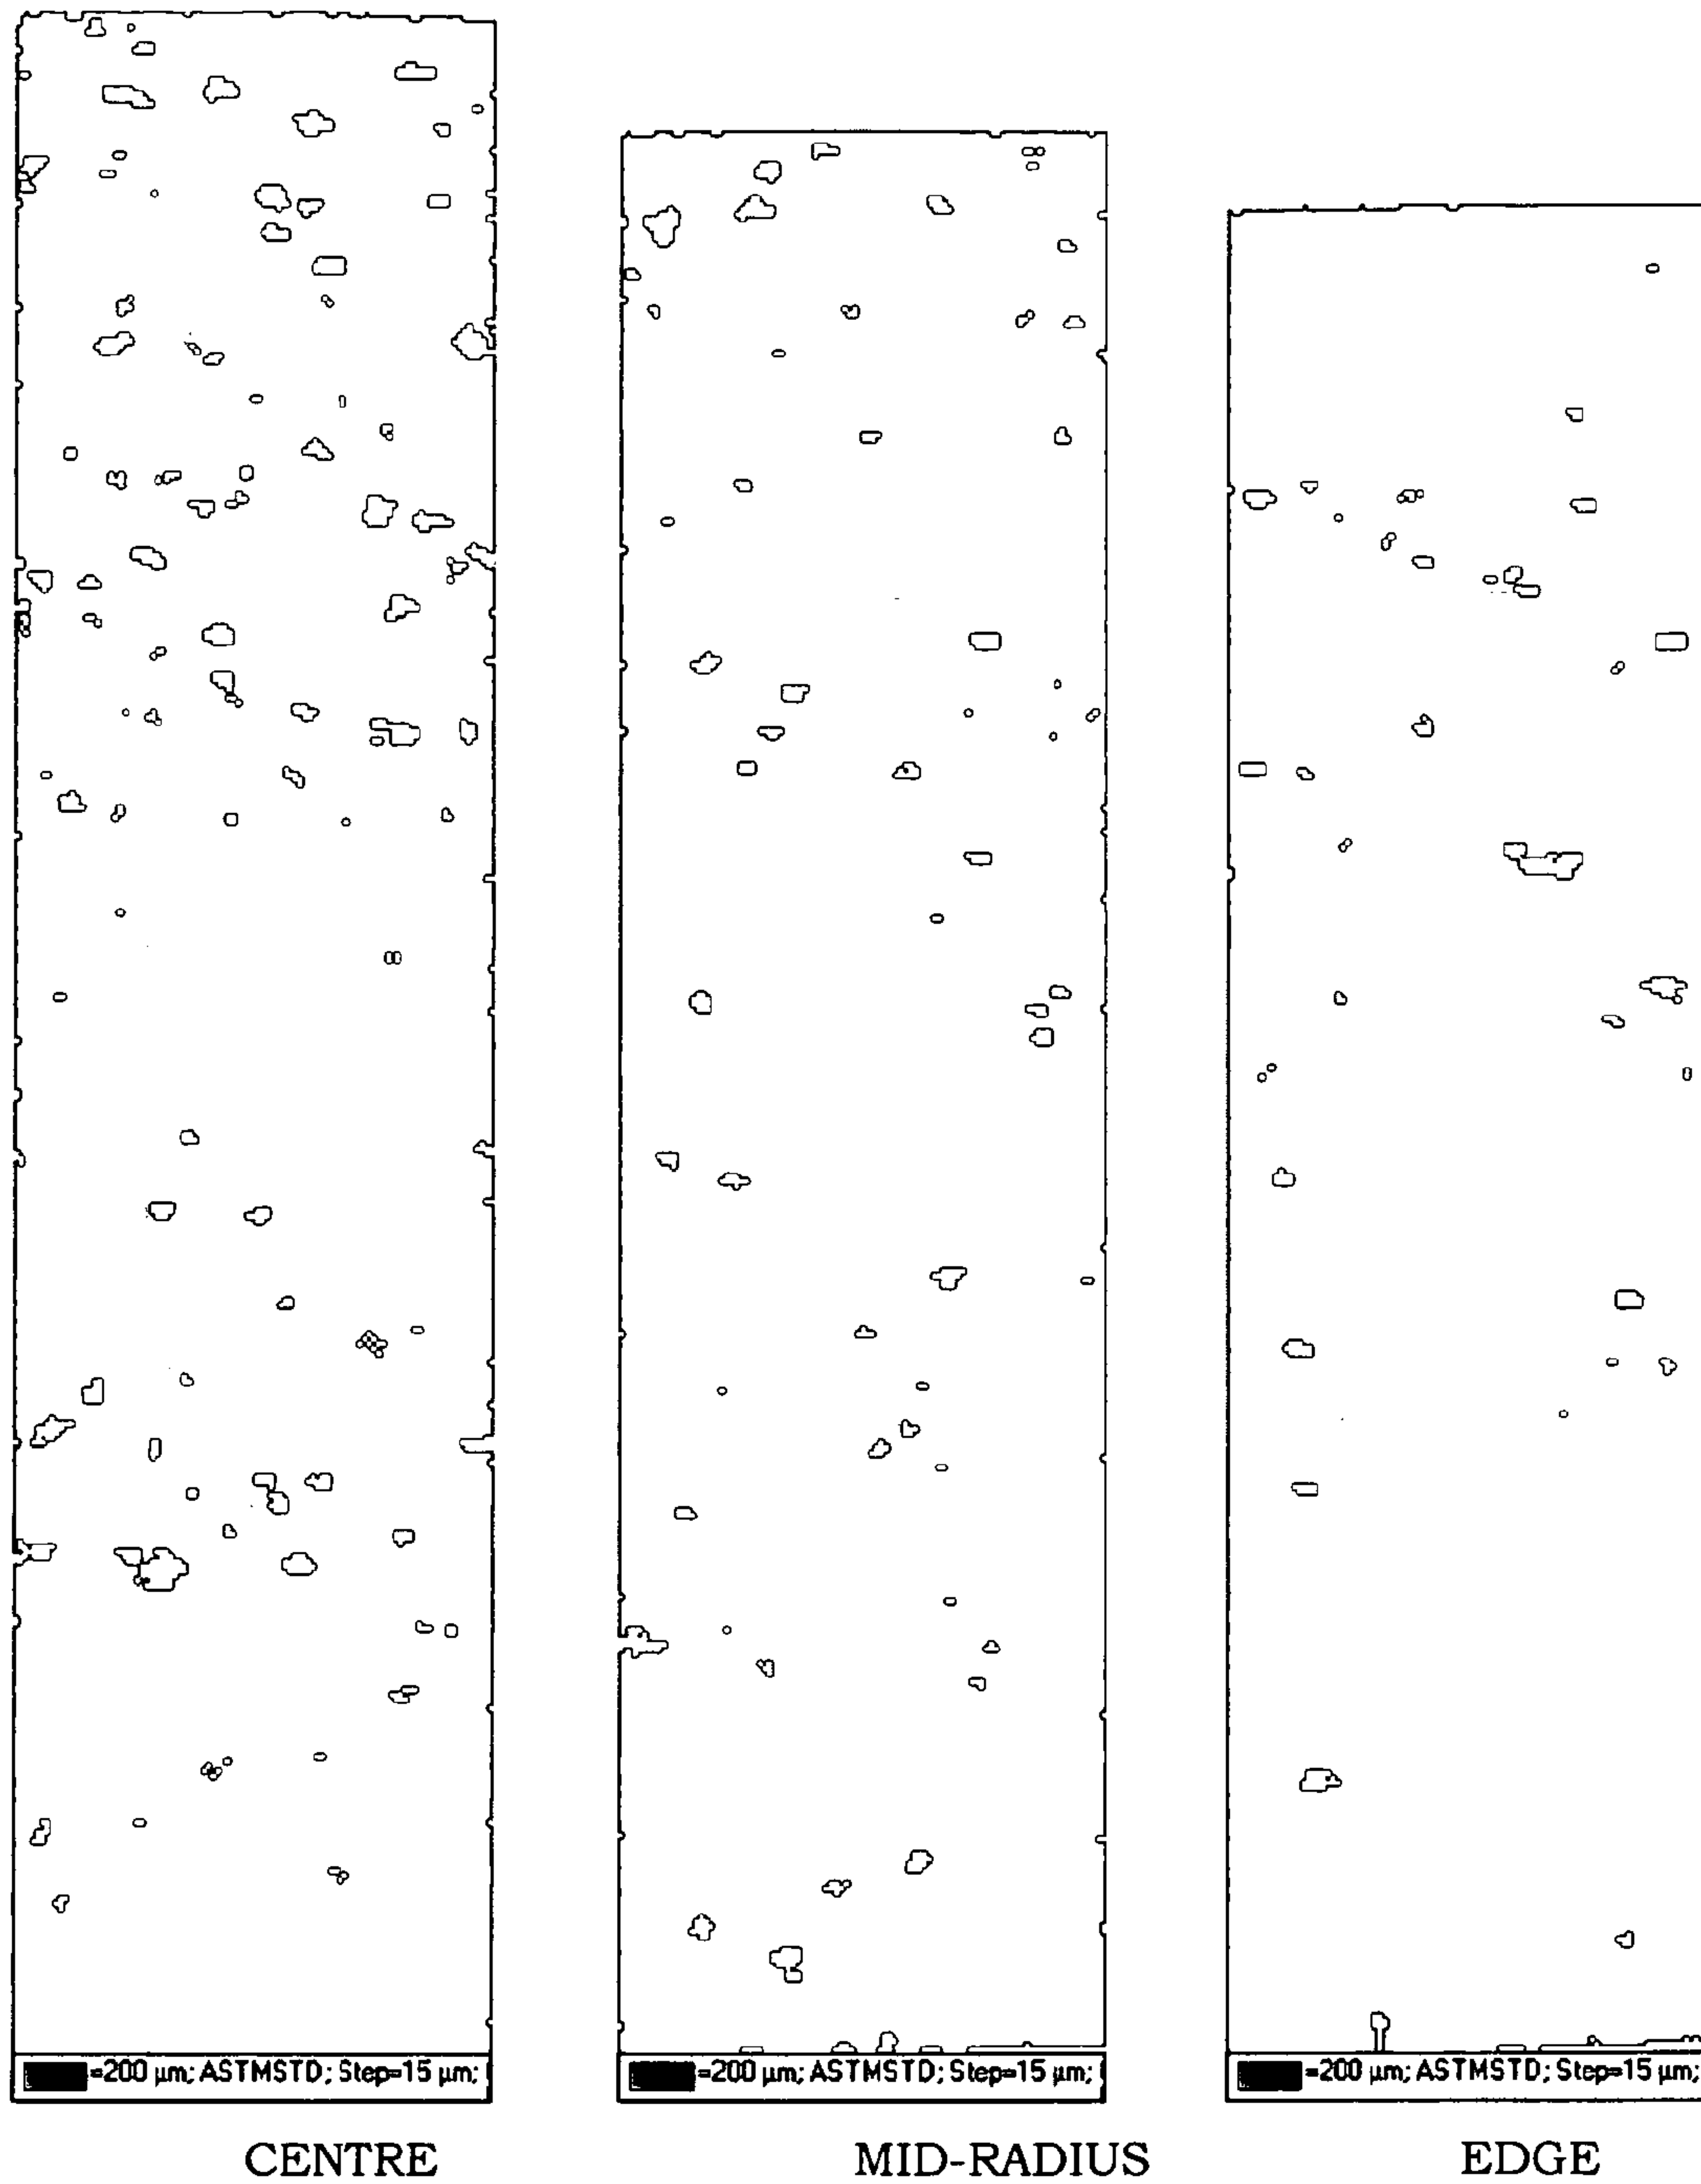 =200 µm; ASTMSTD; Step=15 µm;
=200 µm; ASTMSTD; Step=15 µm;
=200 µm; ASTMSTD; Step=15 µm;
CENTRE
MID-RADIUS
EDGE